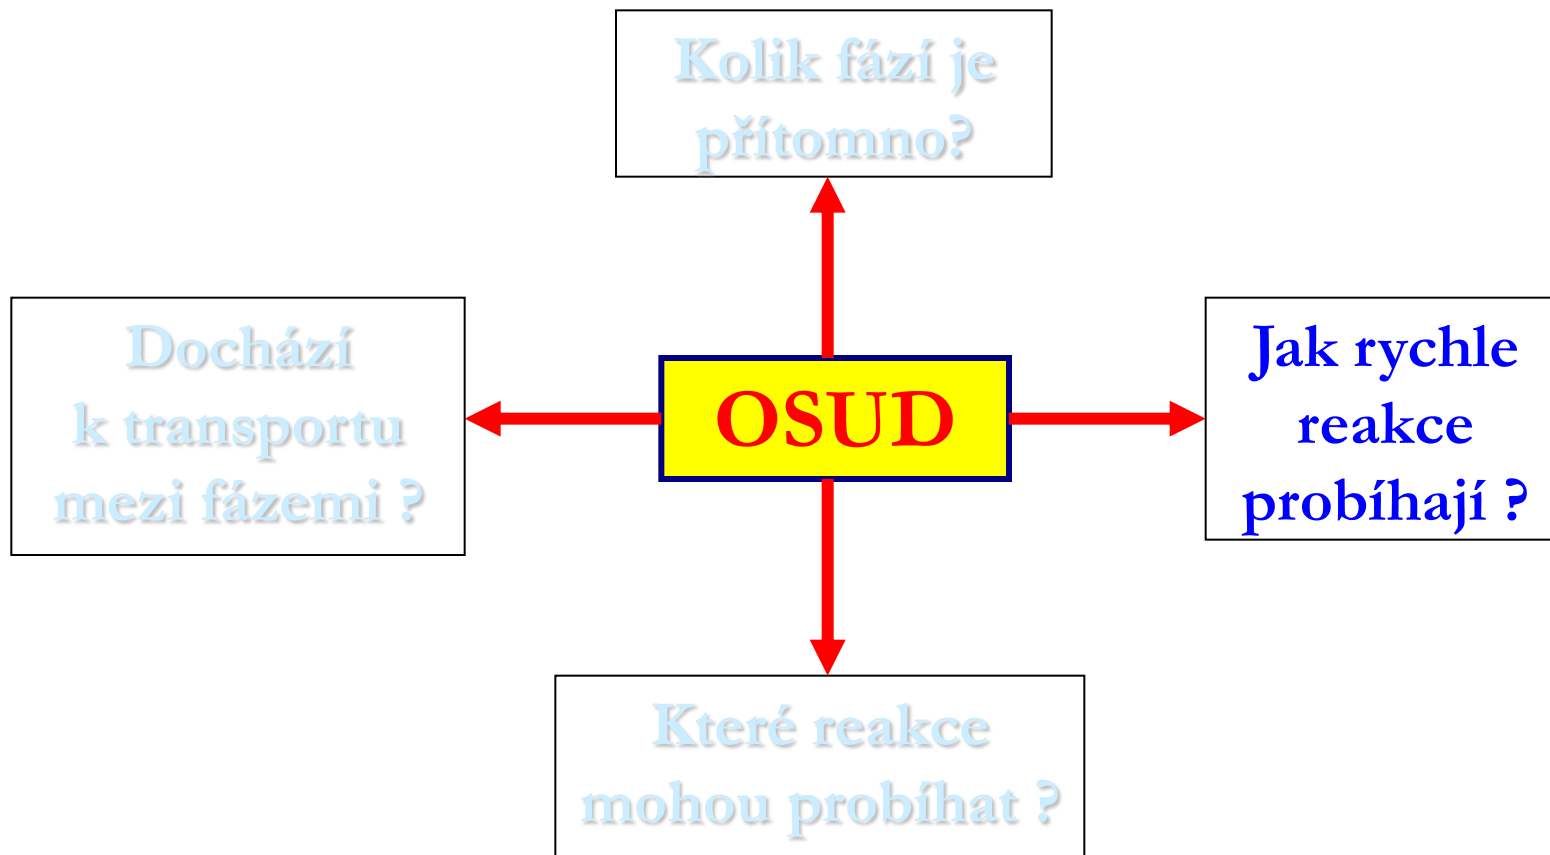 Kolik fází je
přítomno?
Dochází
k transportu
mezi fázemi ?
OSUD
Jak rychle
reakce
probíhají ?
Které reakce
mohou probíhat ?